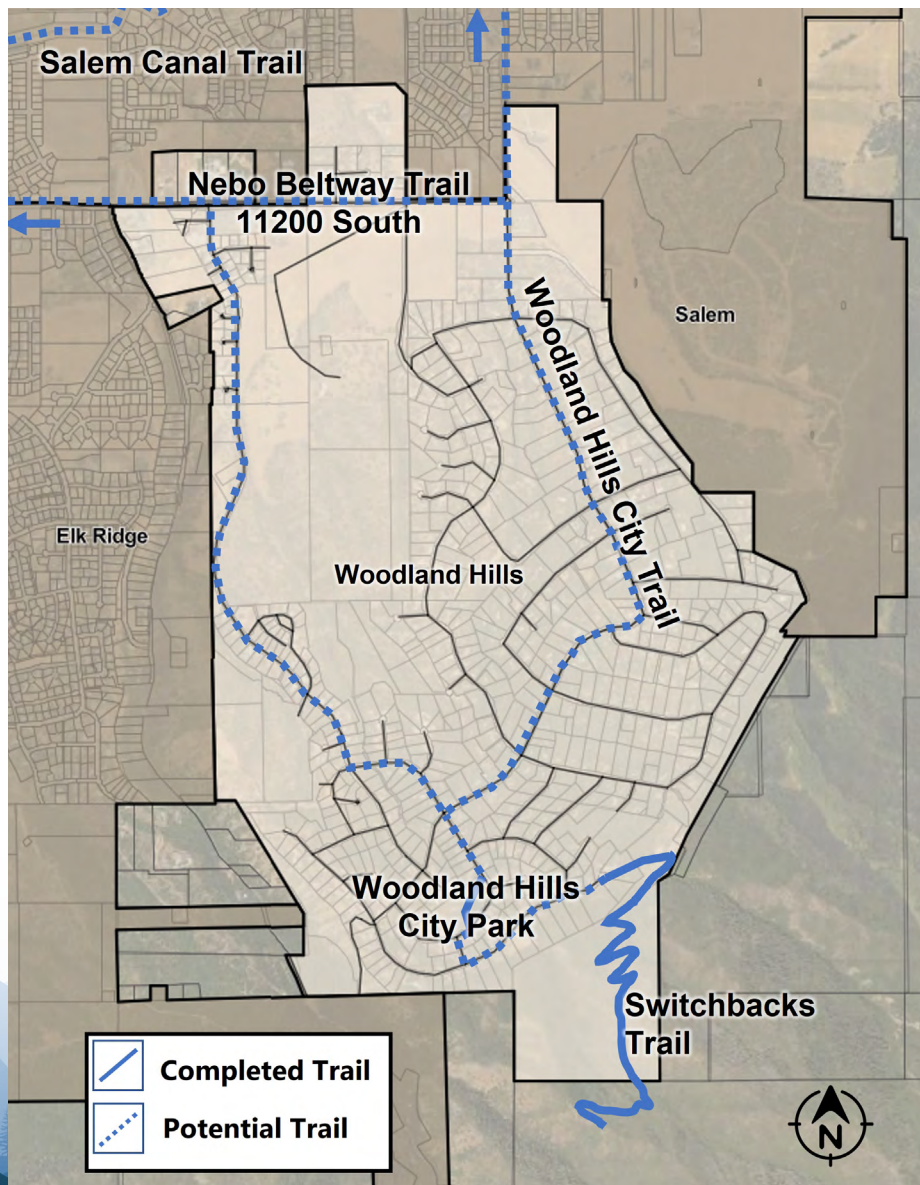 Salem Canal Trail
Nebo Beltway Trail
11200 South
Woodland Hills City Trail
Salem
Elk Ridge
Woodland Hills
Woodland Hills
City Park
Switchbacks
Trail
Completed Trail
Potential Trail
N